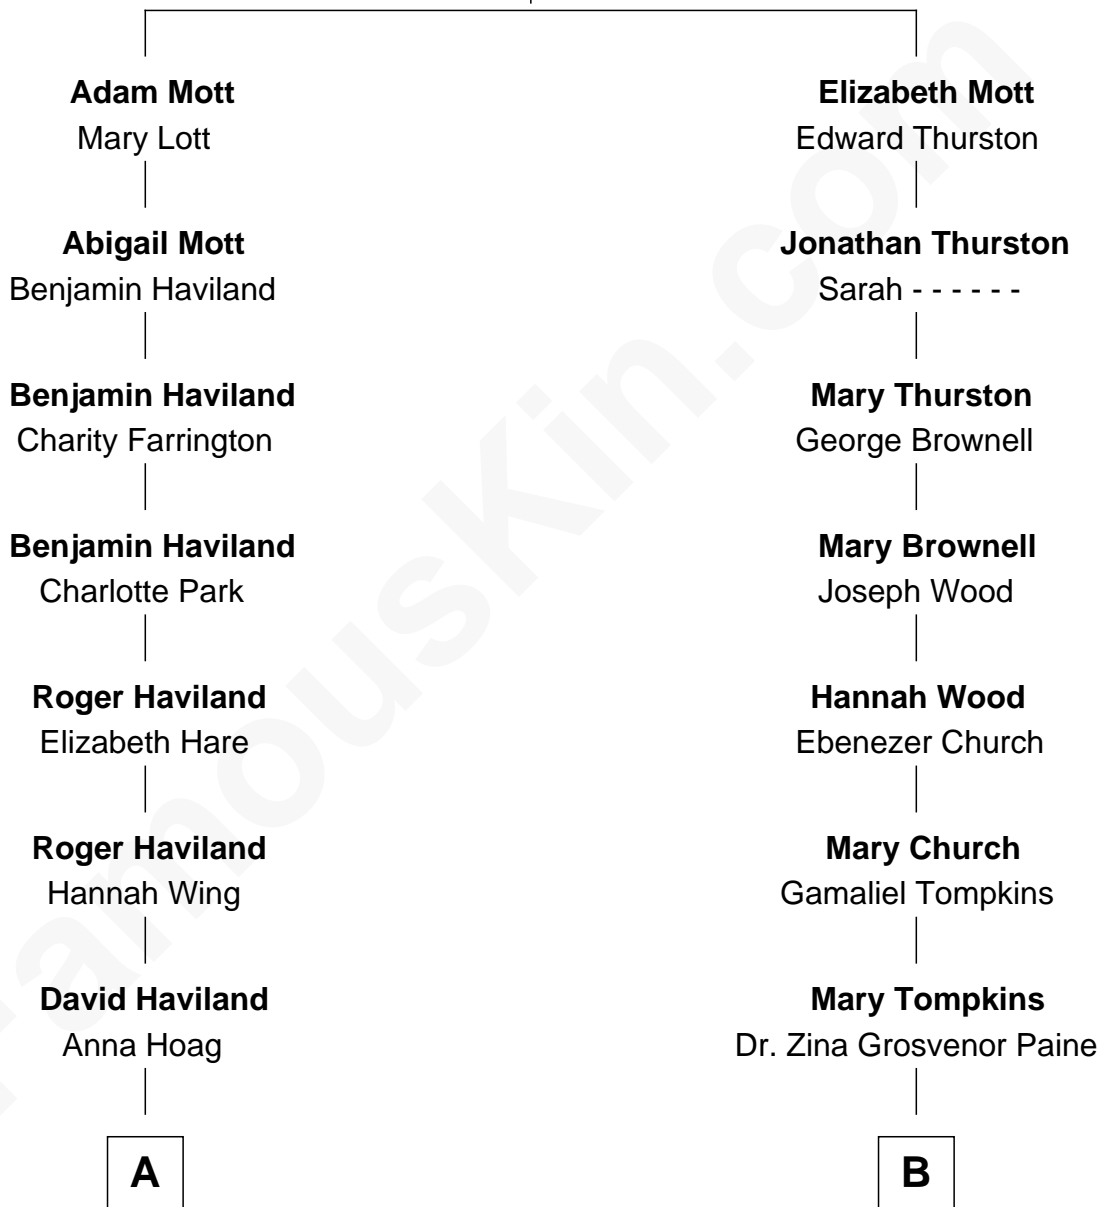 Adam Mott
Mary Lott
Abigail Mott
Benjamin Haviland
Benjamin Haviland
Charity Farrington
Benjamin Haviland
Charlotte Park
Roger Haviland
Elizabeth Hare
Roger Haviland
Hannah Wing
David Haviland
Anna Hoag
A
Elizabeth Mott
Edward Thurston
Jonathan Thurston
Sarah - - - - - -
Mary Thurston
George Brownell
Mary Brownell
Joseph Wood
Hannah Wood
Ebenezer Church
Mary Church
Gamaliel Tompkins
Mary Tompkins
Dr. Zina Grosvenor Paine
B
FamousKin.com